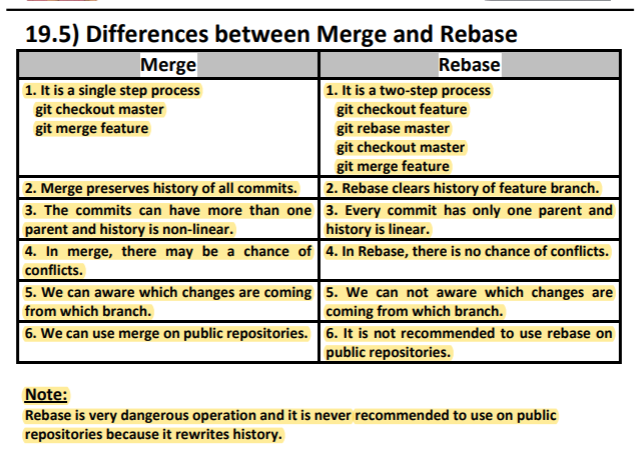 19.5) Differences between Merge and Rebase
Merge
Rebase
1. It is a single step process
git checkout master
git merge feature
1. It is a two-step process
git checkout feature
git rebase master
git checkout master
git merge feature
2. Merge preserves history of all commits.
2. Rebase clears history of feature branch.
3. The commits can have more than one
parent and history is non-linear.
3. Every commit has only one parent and
history is linear.
4. In merge, there may be a chance of
conflicts.
4. In Rebase, there is no chance of conflicts.
5. We can aware which changes are coming
from which branch.
5. We can not aware which changes are
coming from which branch.
6. We can use merge on public repositories.
6. It is not recommended to use rebase on
public repositories.
Note:
Rebase is very dangerous operation and it is never recommended to use on public
repositories because it rewrites history.